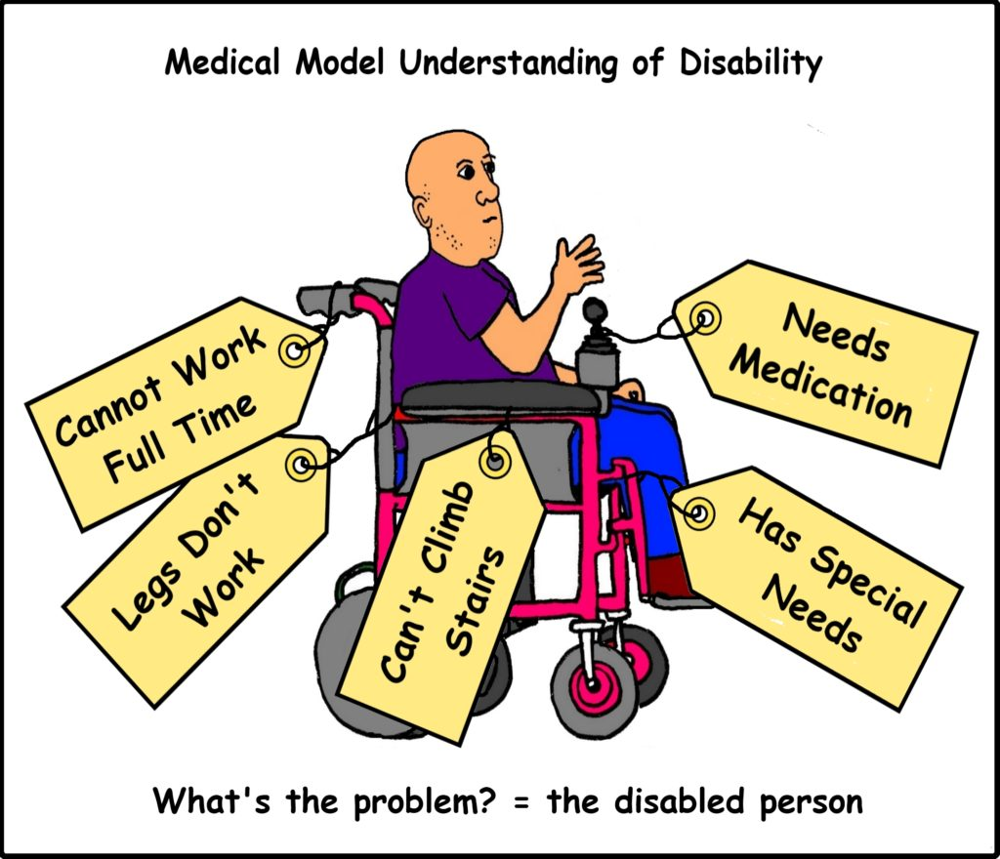 Medical Model Understanding of Disability
Cannot Work
Full Time
Legs Don't
Work
Can't Climb
Stairs
Needs
Medication
Has Special
Needs
What's the problem? = the disabled person